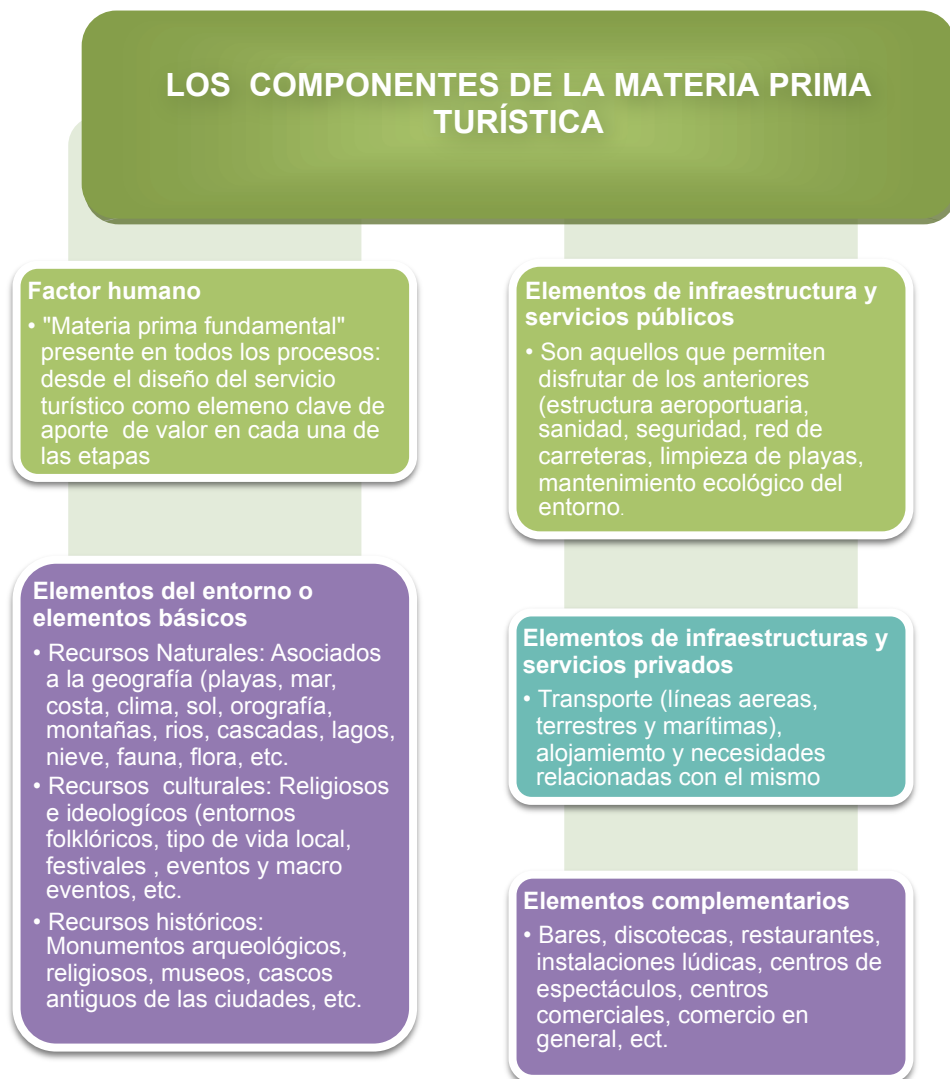 LOS COMPONENTES DE LA MATERIA PRIMA
TURÍSTICA
Factor humano
• "Materia prima fundamental"
presente en todos los procesos:
desde el diseño del servicio
turístico como elemeno clave de
aporte de valor en cada una de
las etapas
Elementos del entorno o
elementos básicos
• Recursos Naturales: Asociados
a la geografía (playas, mar,
costa, clima, sol, orografía,
montañas, rios, cascadas, lagos,
nieve, fauna, flora, etc.
• Recursos culturales: Religiosos
e ideologícos (entornos
folklóricos, tipo de vida local,
festivales , eventos y macro
eventos, etc.
• Recursos históricos:
Monumentos arqueológicos,
religiosos, museos, cascos
antiguos de las ciudades, etc.
Elementos de infraestructura y
servicios públicos
• Son aquellos que permiten
disfrutar de los anteriores
(estructura aeroportuaria,
sanidad, seguridad, red de
carreteras, limpieza de playas,
mantenimiento ecológico del
entorno.
Elementos de infraestructuras y
servicios privados
• Transporte (líneas aereas,
terrestres y marítimas),
alojamiemto y necesidades
relacionadas con el mismo
Elementos complementarios
• Bares, discotecas, restaurantes,
instalaciones lúdicas, centros de
espectáculos, centros
comerciales, comercio en
general, ect.